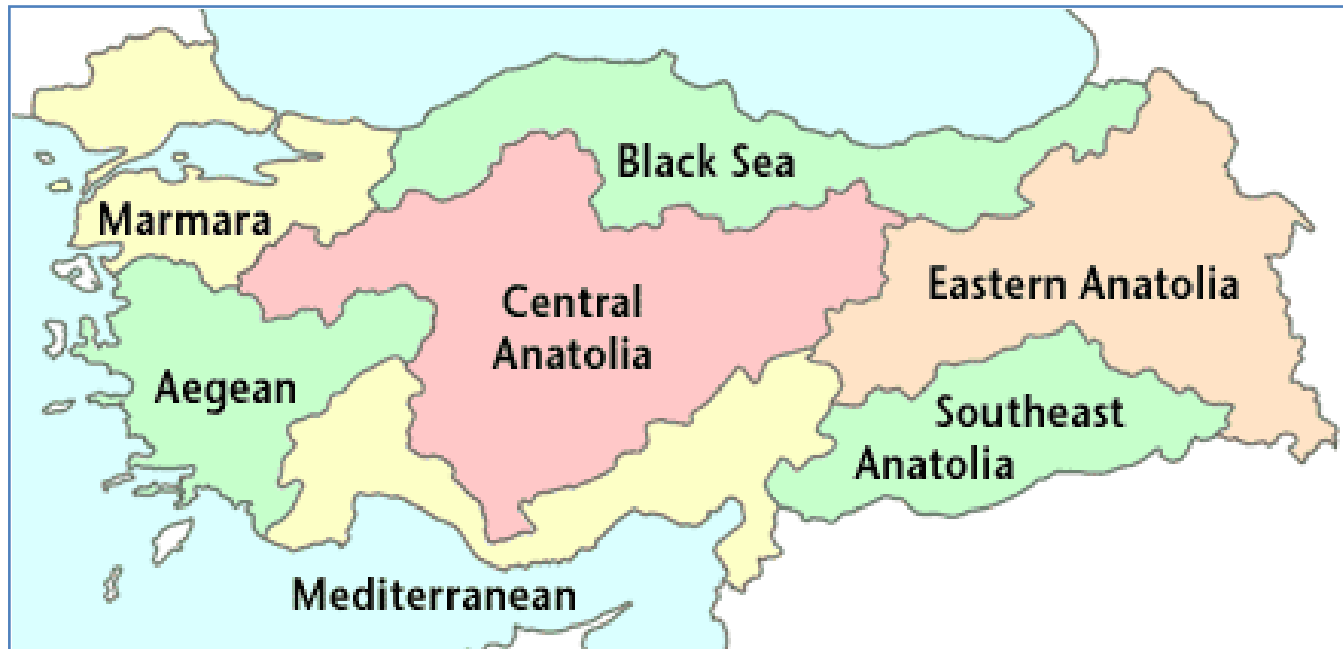 Black Sea
Marmara
Eastern Anatolia
Central
Anatolia
Aegean
Southeast
Anatolia
Mediterranean